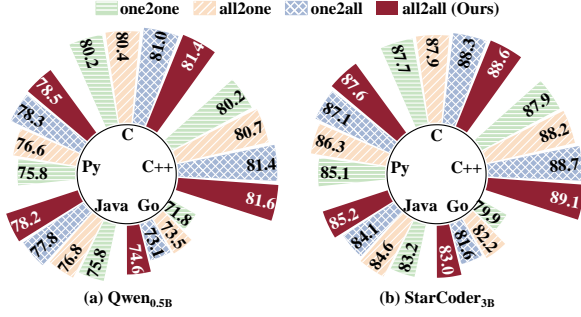 one2one all2one one2all all2all (Ours)
80.2 80.4 81.0 81.4
80.2
80.7
81.4
81.6
71.8
73.5
73.1
74.6
75.8
76.8
77.8
78.2
75.8
76.6
78.3
78.5
C
C++
Go
Java
Py
(a) Qwen0.5B
87.7 87.9 88.3 88.6
87.9
88.2
88.7
89.1
79.9
82.2
81.6
83.0
83.2
84.6
84.1
85.2
85.1
86.3
87.1
87.6
C
C++
Go
Java
Py
(b) StarCoder3B